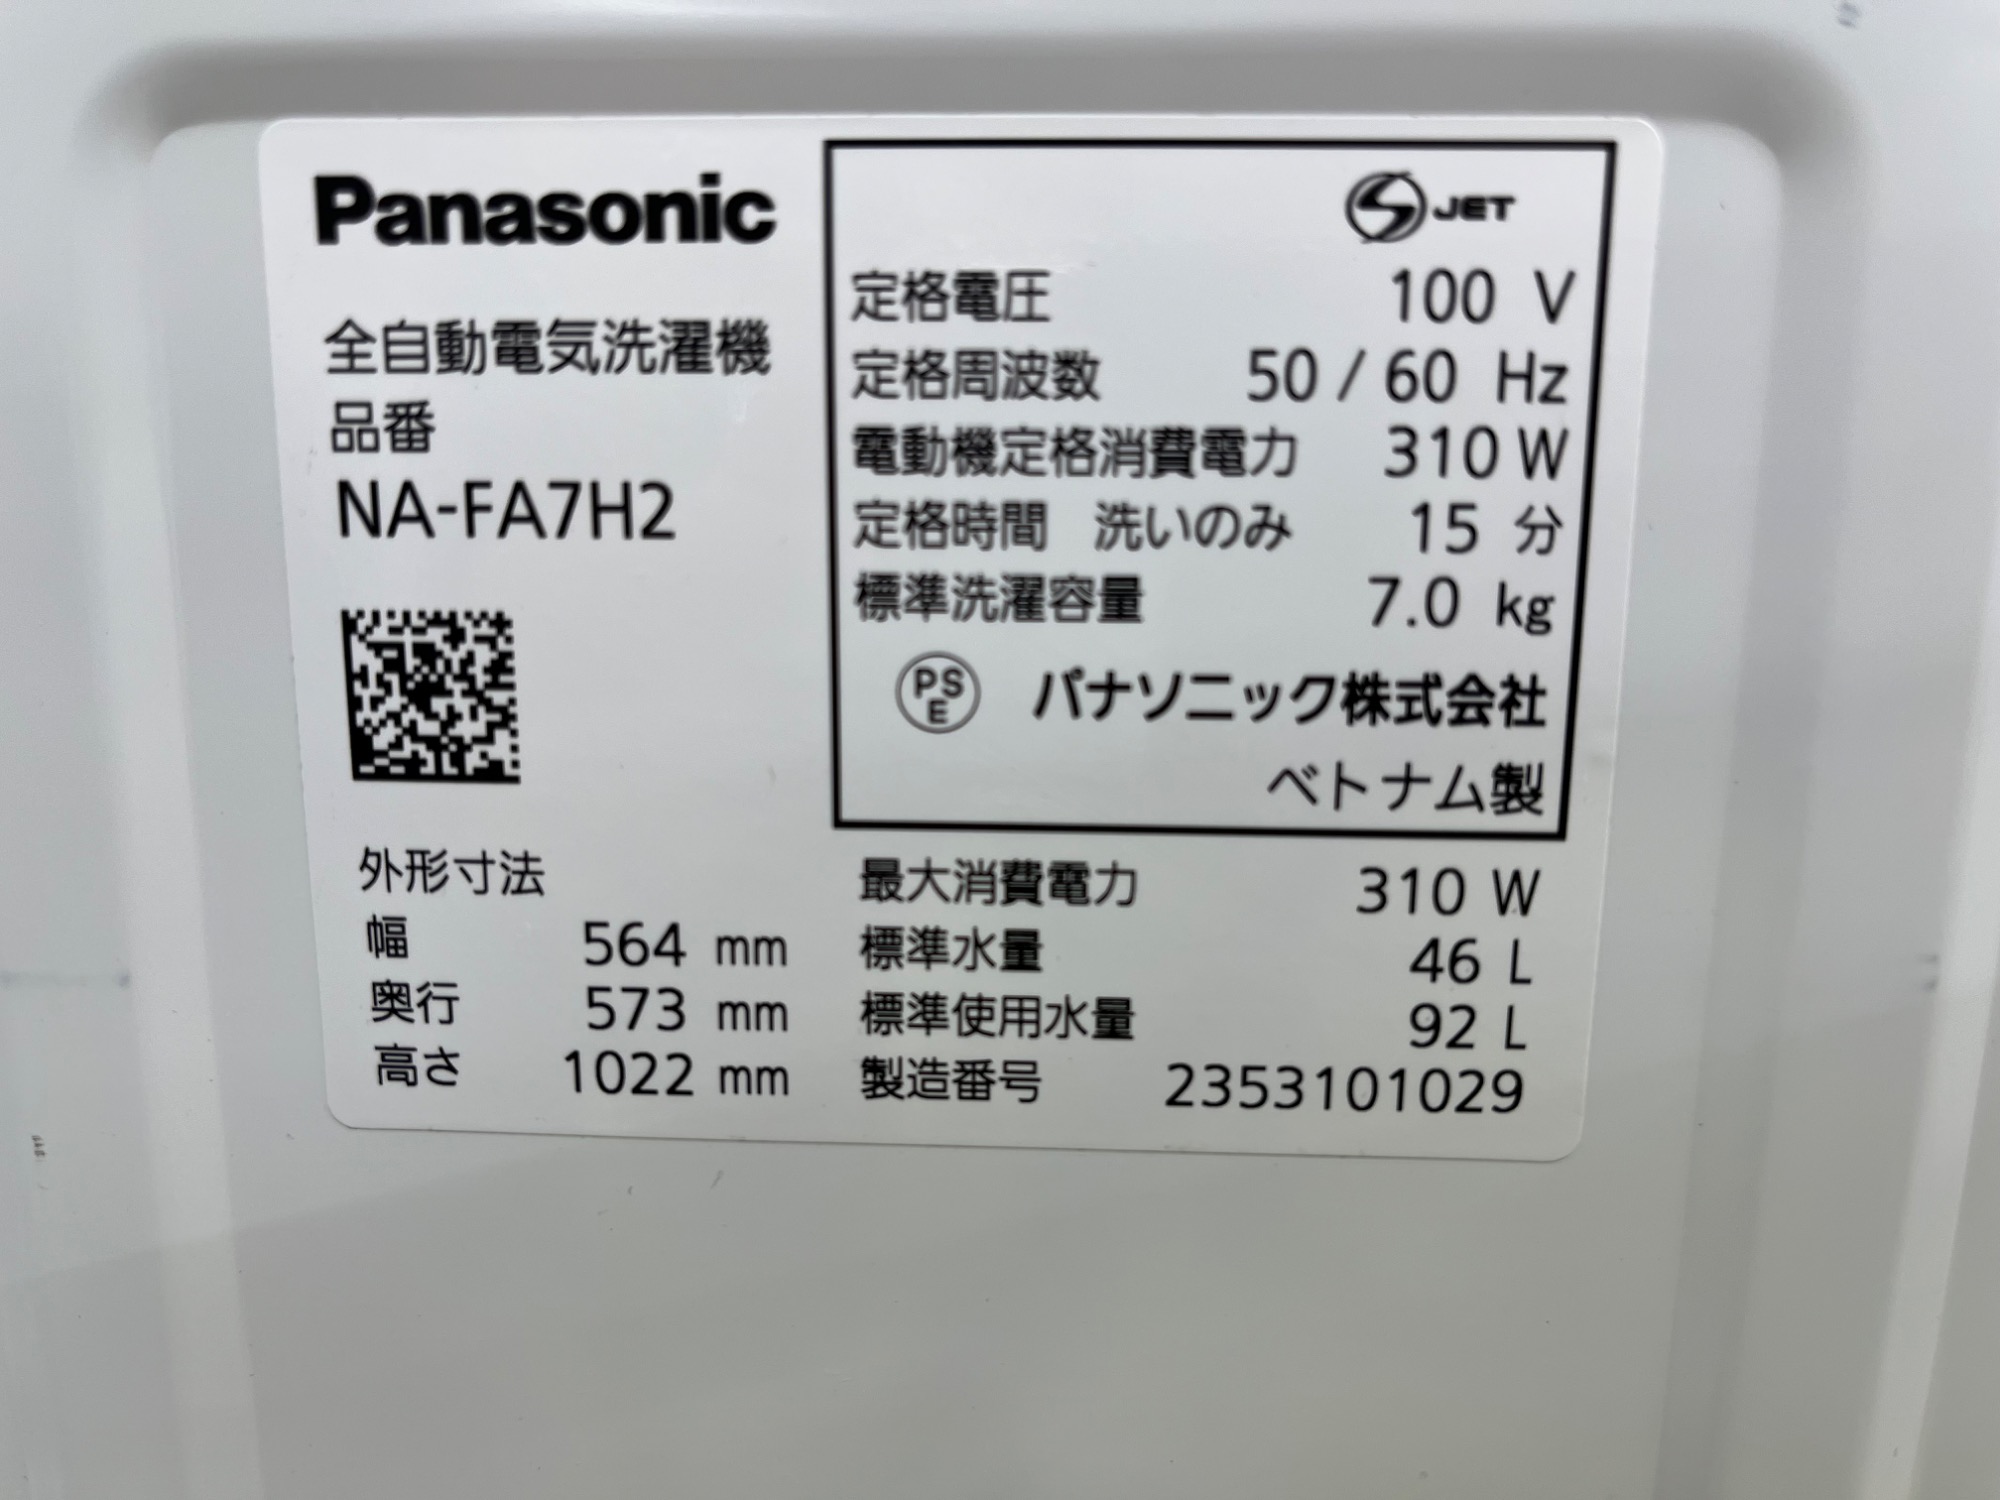 Panasonic
全自動電気洗濯機
品番
NA-FA7H2
JET
定格電圧 100 V
定格周波数 50 / 60 Hz
電動機定格消費電力 310 W
定格時間 洗いのみ 15 分
標準洗濯容量 7.0 kg
PS E パナソニック株式会社
ベトナム製
外形寸法
幅 564 mm
奥行 573 mm
高さ 1022 mm
最大消費電力 310 W
標準水量 46 L
標準使用水量 92 L
製造番号 2353101029